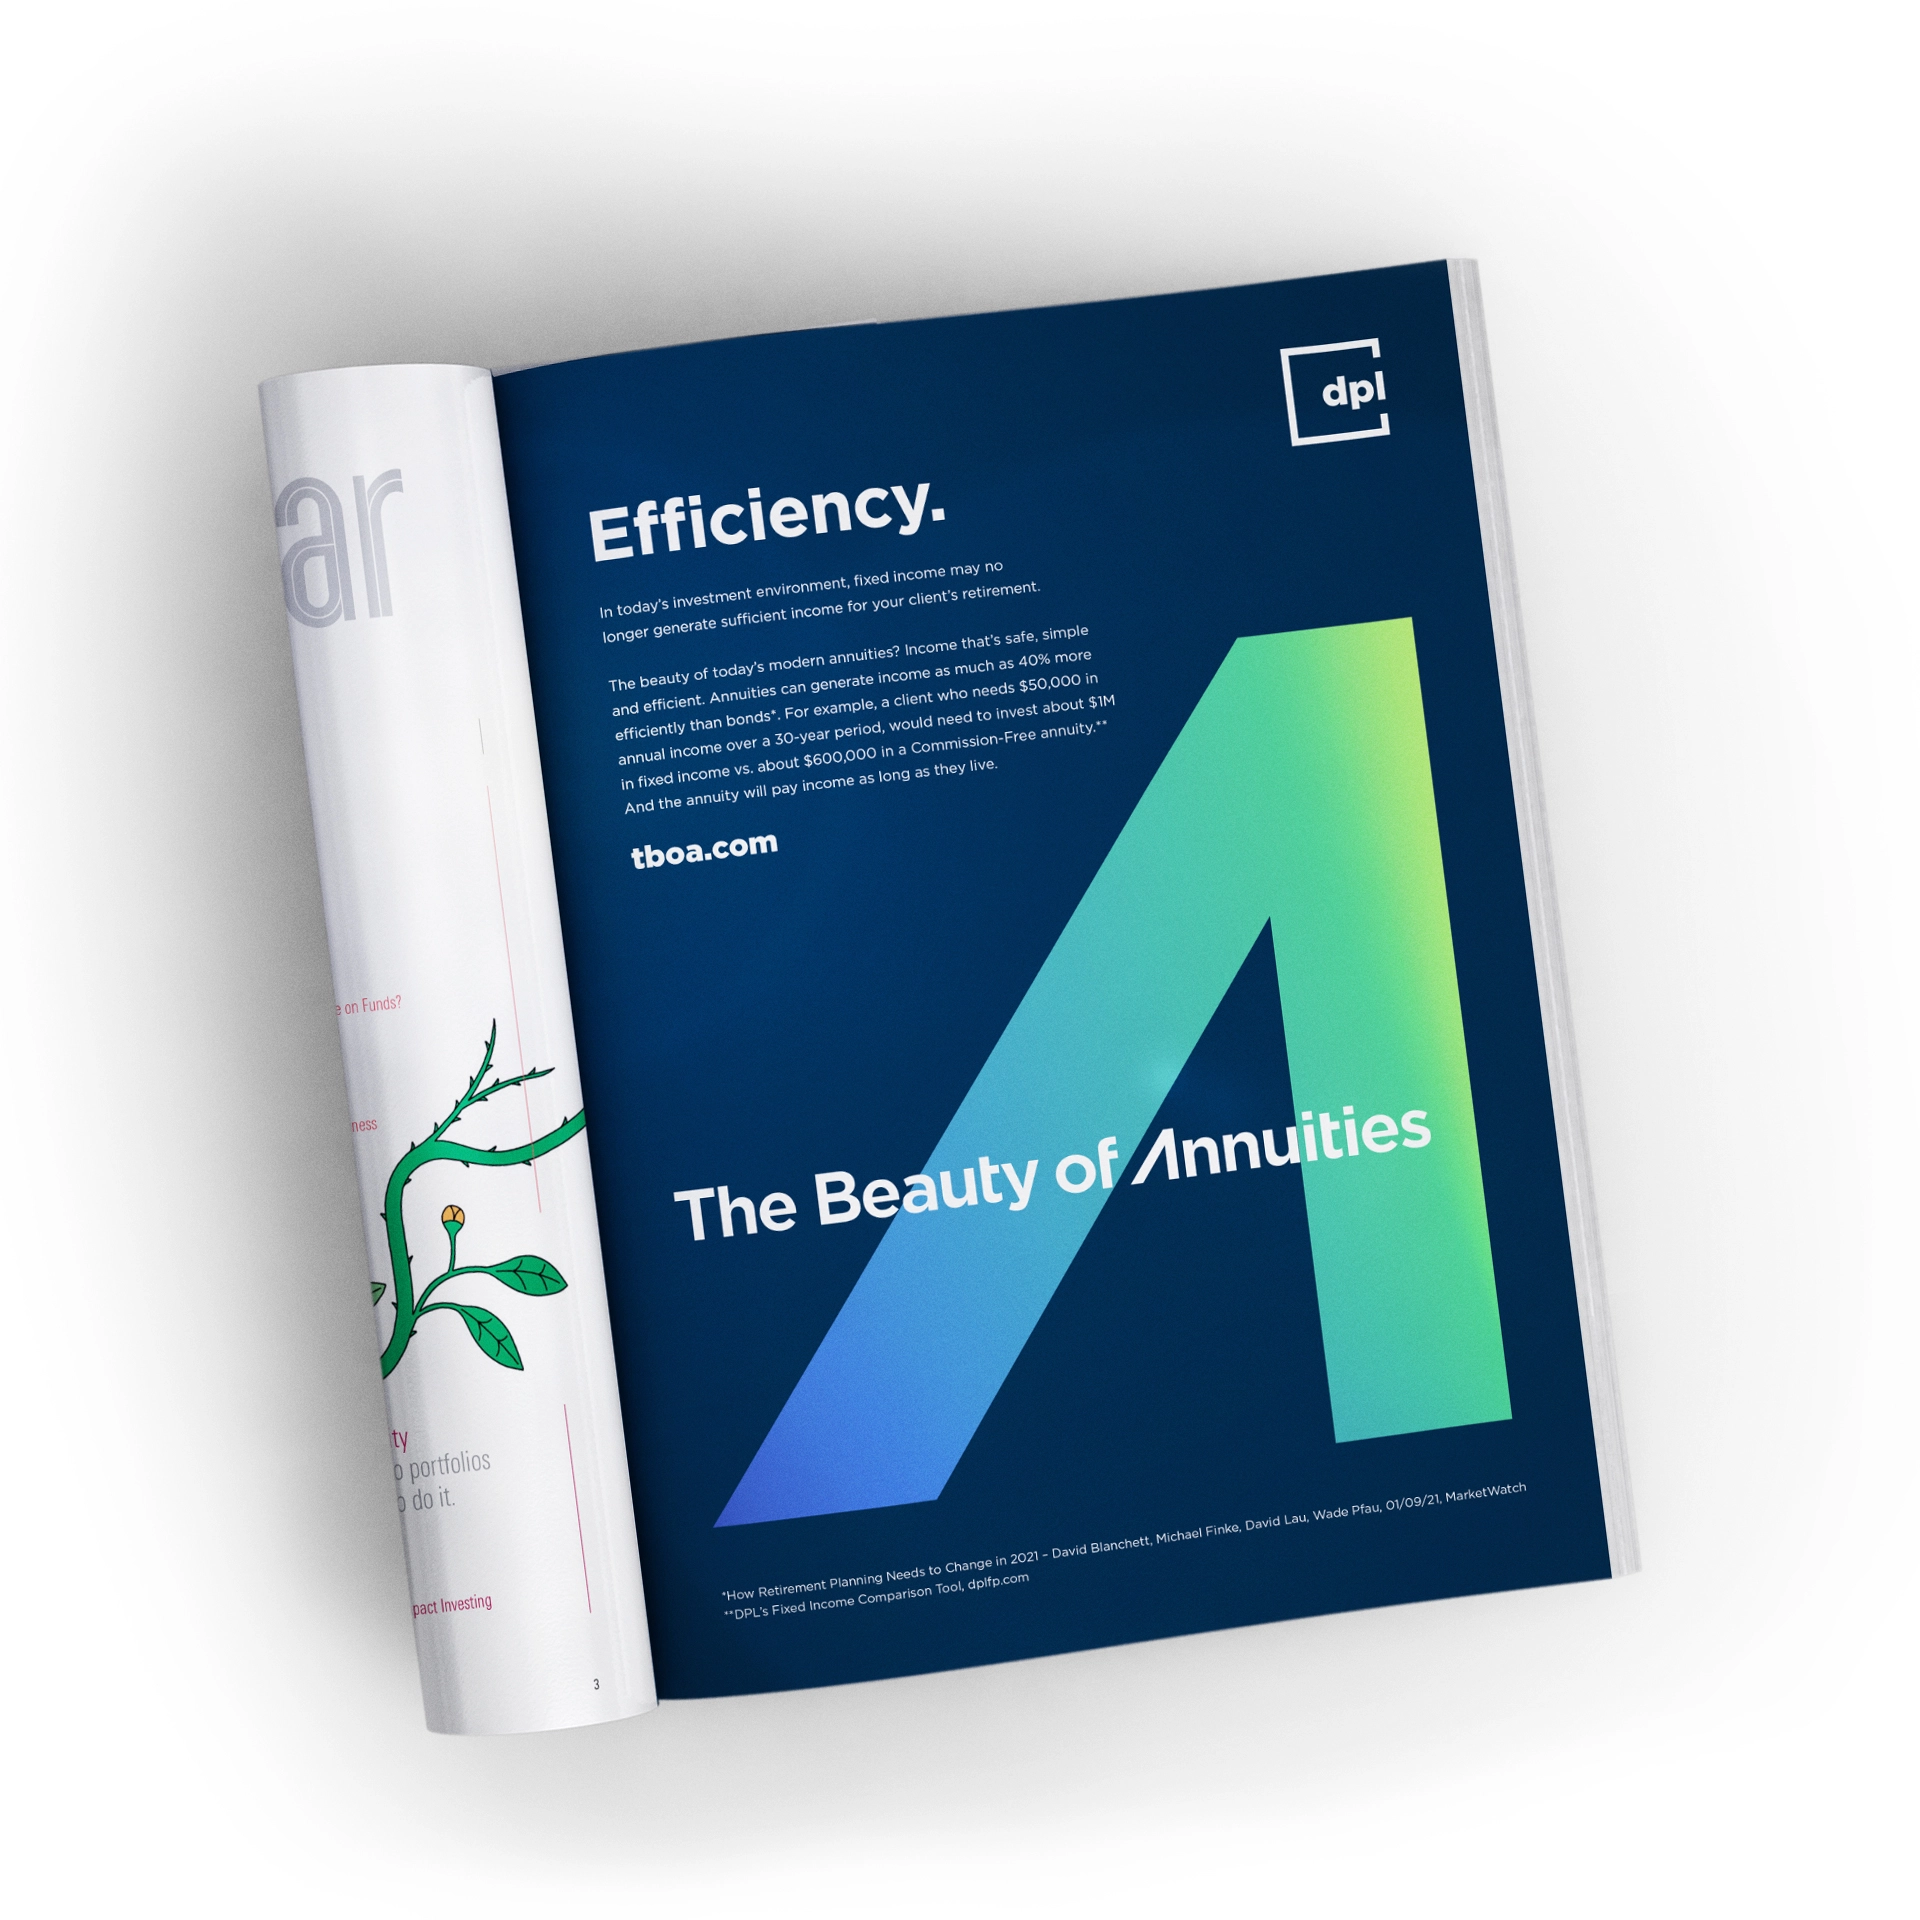 ar
on Funds?
ty
portfolios
do it.
Investing
3
dpl
Efficiency.
In today's investment environment, fixed income may no
longer generate sufficient income for your client's retirement.
The beauty of today's modern annuities? Income that's safe, simple
and efficient. Annuities can generate income as much as 40% more
efficiently than bonds*. For example, a client who needs $50,000 in
annual income over a 30-year period, would need to invest about $1M
in fixed income vs. about $600,000 in a Commission-Free annuity.**
And the annuity will pay income as long as they live.
tboa.com
The Beauty of Annuities
*How Retirement Planning Needs to Change in 2021 – David Blanchett, Michael Finke, David Lau, Wade Pfau, 01/09/21, MarketWatch
**DPL's Fixed Income Comparison Tool, dplfp.com